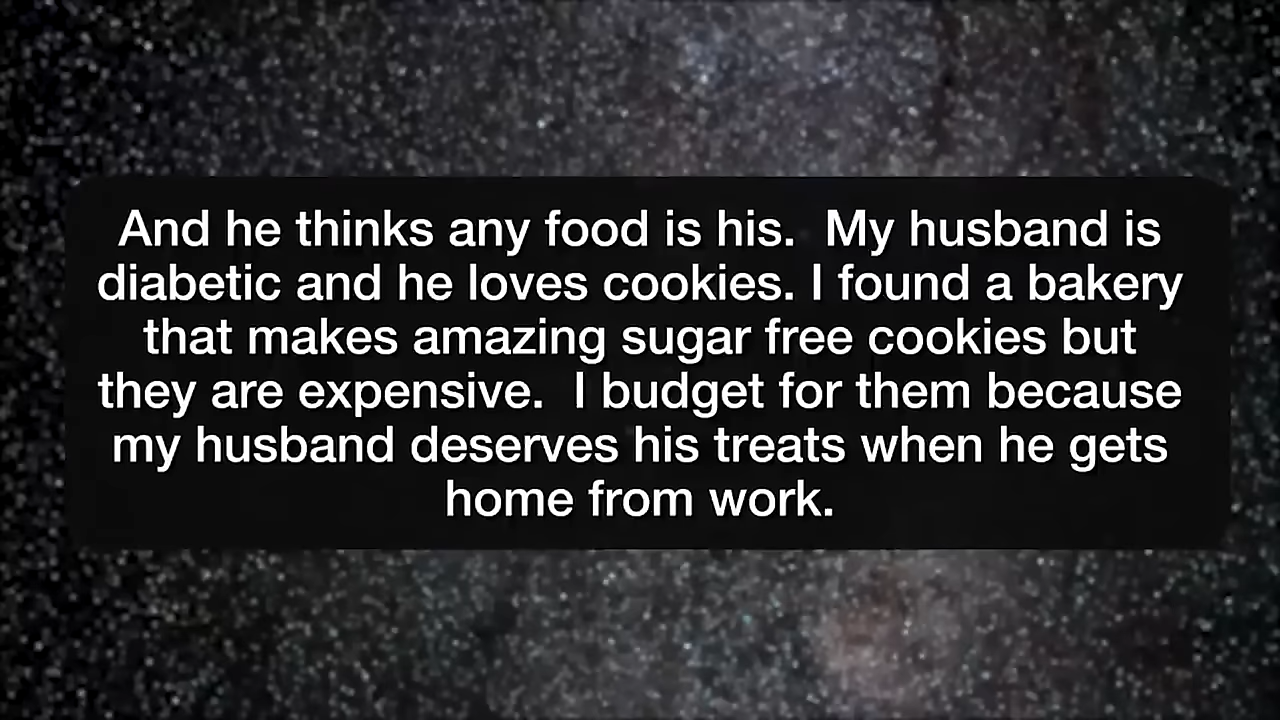 And he thinks any food is his.  My husband is
diabetic and he loves cookies. I found a bakery
that makes amazing sugar free cookies but
they are expensive.  I budget for them because
my husband deserves his treats when he gets
home from work.